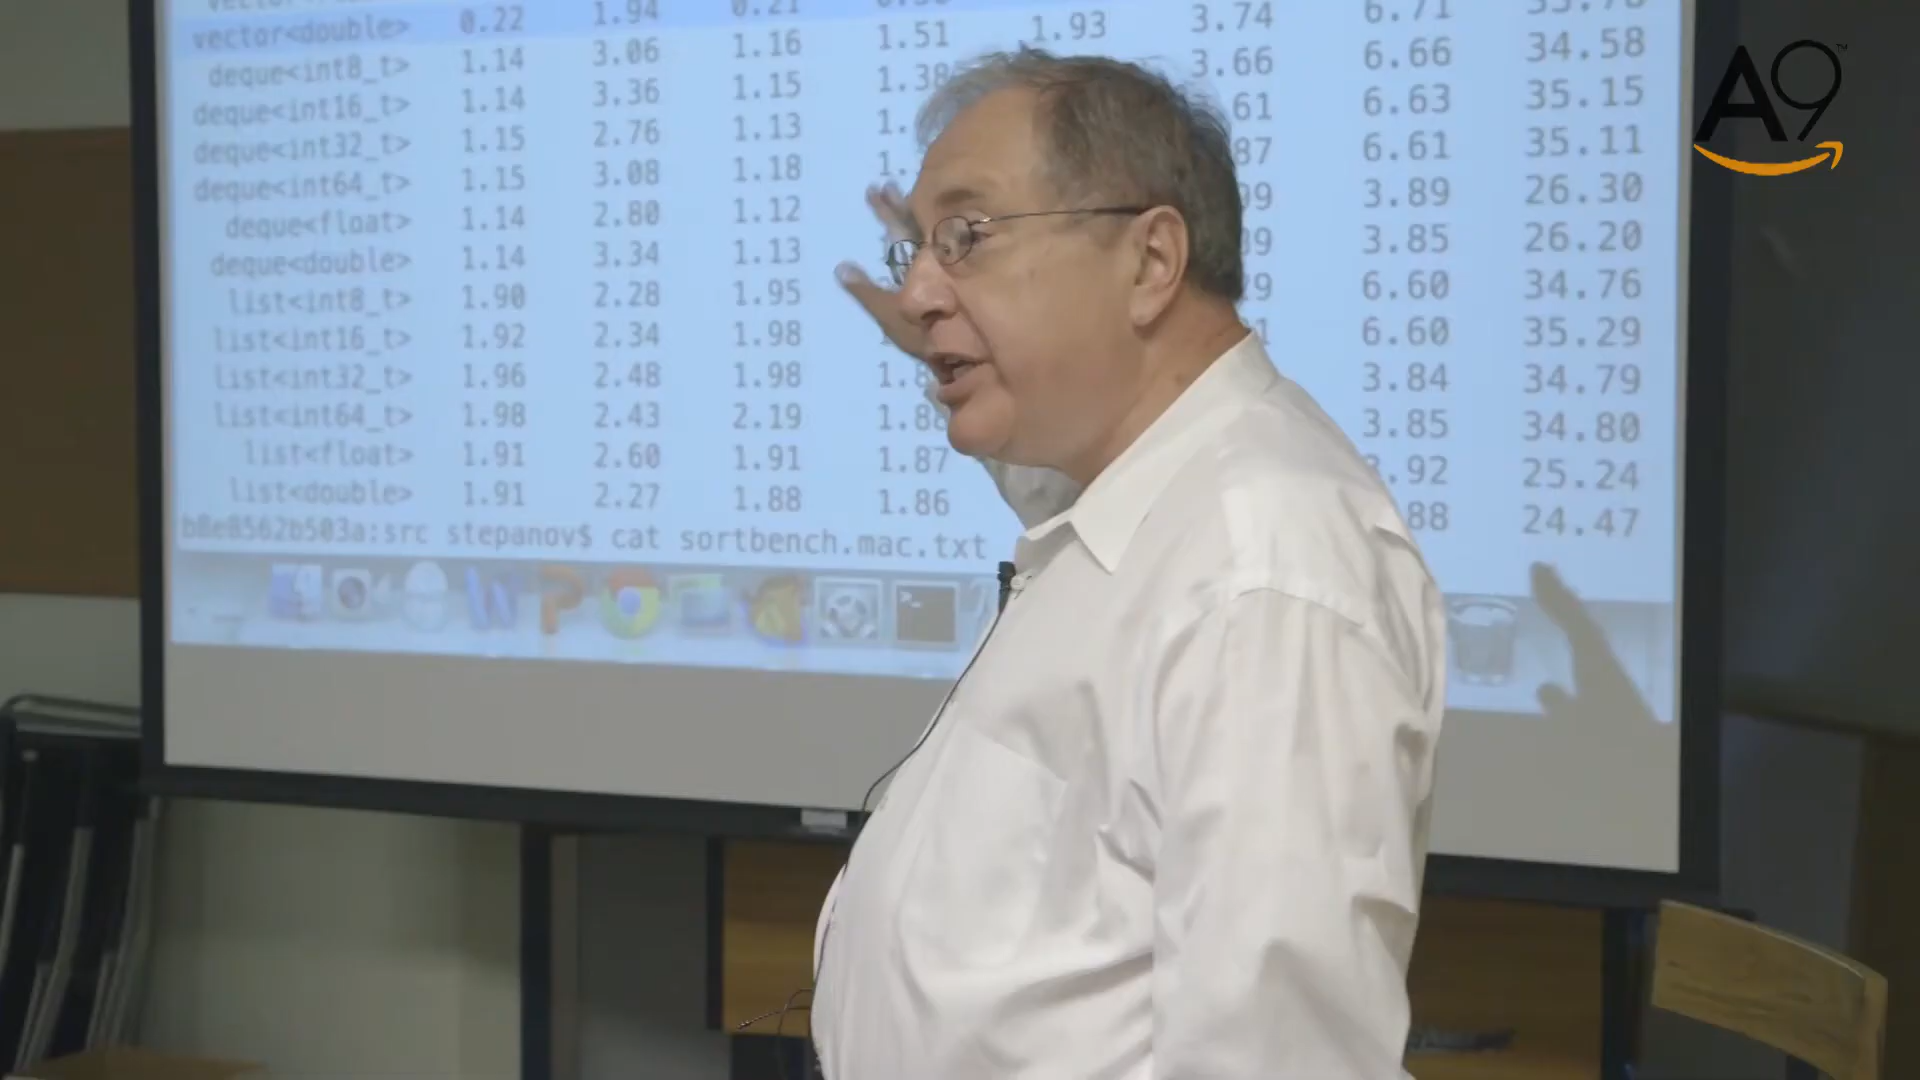 vector<double> 0.22 1.94 0.21
deque<int8_t> 1.14 3.06 1.16 1.51 1.93 3.74 6.71
deque<int16_t> 1.14 3.36 1.15 1.38 3.66 6.66 34.58
deque<int32_t> 1.15 2.76 1.13 61 6.63 35.15
deque<int64_t> 1.15 3.08 1.18 87 6.61 35.11
deque<float> 1.14 2.80 1.12 3.89 26.30
deque<double> 1.14 3.34 1.13 3.85 26.20
list<int8_t> 1.90 2.28 1.95 6.60 34.76
list<int16_t> 1.92 2.34 1.98 6.60 35.29
list<int32_t> 1.96 2.48 1.98 3.84 34.79
list<int64_t> 1.98 2.43 2.19 1.88 3.85 34.80
list<float> 1.91 2.60 1.91 1.87 .92 25.24
list<double> 1.91 2.27 1.88 1.86 88 24.47
b8e8562b503a:src stepanov$ cat sortbench.mac.txt
A9